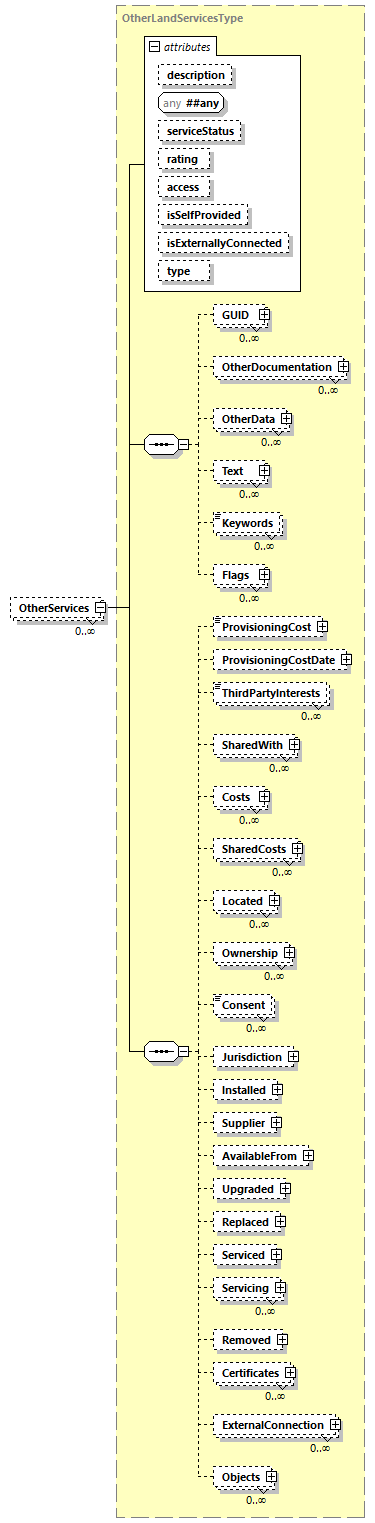 OtherLandServicesType
attributes
description
any ##any
serviceStatus
rating
access
isSelfProvided
isExternallyConnected
type
GUID
0..∞
OtherDocumentation
0..∞
OtherData
0..∞
Text
0..∞
Keywords
0..∞
Flags
0..∞
OtherServices
0..∞
ProvisioningCost
ProvisioningCostDate
ThirdPartyInterests
0..∞
SharedWith
0..∞
Costs
0..∞
SharedCosts
0..∞
Located
0..∞
Ownership
0..∞
Consent
0..∞
Jurisdiction
Installed
Supplier
AvailableFrom
Upgraded
Replaced
Serviced
Servicing
0..∞
Removed
Certificates
0..∞
ExternalConnection
0..∞
Objects
0..∞